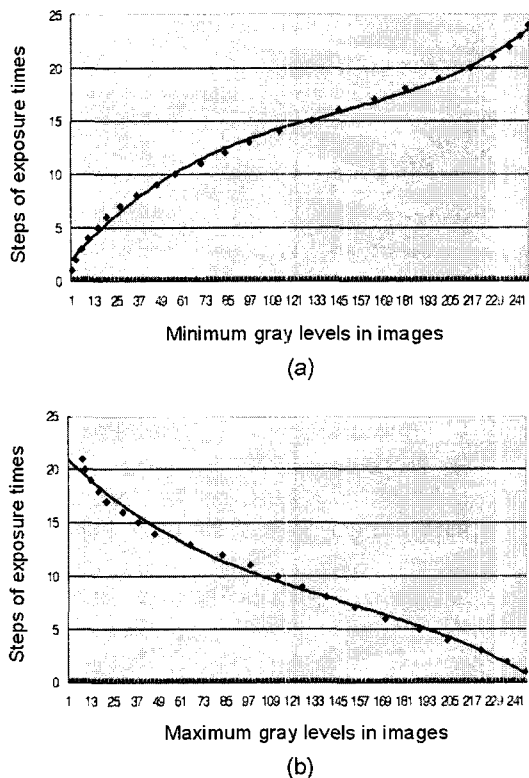 25
20
15
10
5
0
Steps of exposure times
1 13 25 37 49 61 73 85 97 109 121 133 145 157 169 181 193 205 217 229 241
Minimum gray levels in images
(a)
25
20
15
10
5
0
Steps of exposure times
1 13 25 37 49 61 73 85 97 109 121 133 145 157 169 181 193 205 217 229 241
Maximum gray levels in images
(b)